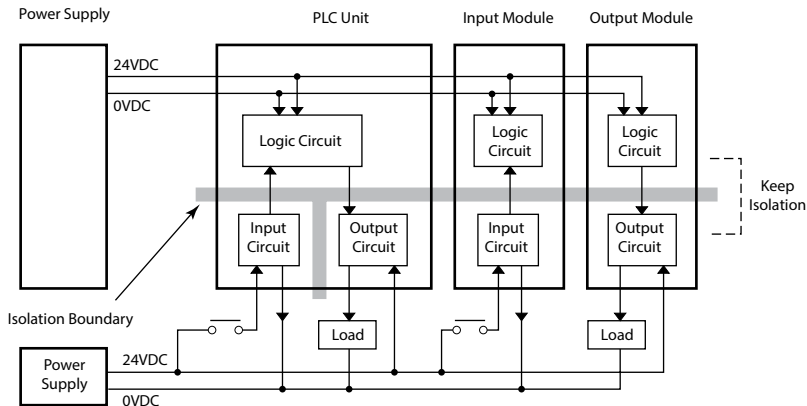 Power Supply
PLC Unit
Input Module
Output Module
24VDC
0VDC
Logic Circuit
Logic
Circuit
Logic
Circuit
Keep
Isolation
Input
Circuit
Output
Circuit
Input
Circuit
Output
Circuit
Isolation Boundary
Load
Load
Power
Supply
24VDC
0VDC